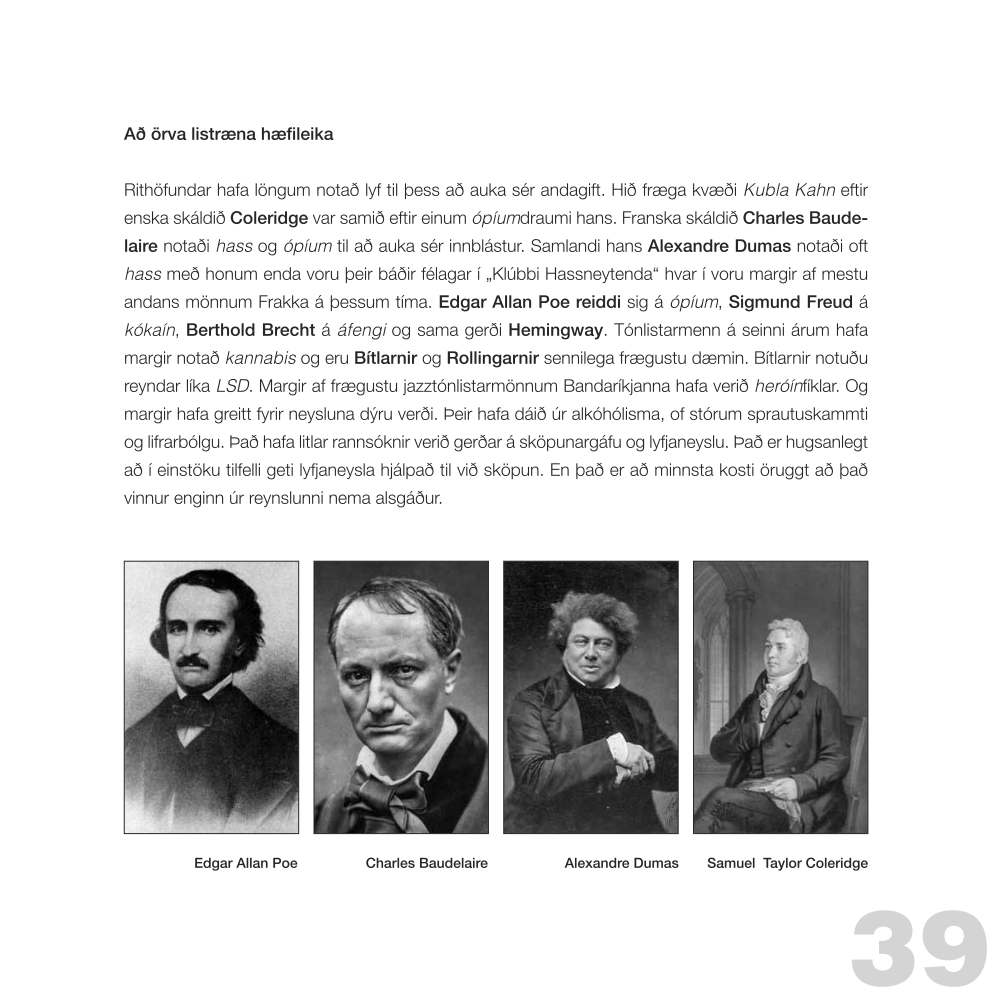 Að örva listræna hæfileika
Rithöfundar hafa löngum notað lyf til þess að auka sér andagift. Hið fræga kvæði Kubla Kahn eftir
enska skáldið Coleridge var samið eftir einum ópíumdraumi hans. Franska skáldið Charles Baude-
laire notaði hass og ópíum til að auka sér innblástur. Samlandi hans Alexandre Dumas notaði oft
hass með honum enda voru þeir báðir félagar í „Klúbbi Hassneytenda“ hvar í voru margir af mestu
andans mönnum Frakka á þessum tíma. Edgar Allan Poe reiddi sig á ópíum, Sigmund Freud á
kókaín, Berthold Brecht á áfengi og sama gerði Hemingway. Tónlistarmenn á seinni árum hafa
margir notað kannabis og eru Bítlarnir og Rollingarnir sennilega frægustu dæmin. Bítlarnir notuðu
reyndar líka LSD. Margir af frægustu jazztónlistarmönnum Bandaríkjanna hafa verið heróínfíklar. Og
margir hafa greitt fyrir neysluna dýru verði. Þeir hafa dáið úr alkóhólisma, of stórum sprautuskammti
og lifrarbólgu. Það hafa litlar rannsóknir verið gerðar á sköpunargáfu og lyfjaneyslu. Það er hugsanlegt
að í einstöku tilfelli geti lyfjaneysla hjálpað til við sköpun. En það er að minnsta kosti öruggt að það
vinnur enginn úr reynslunni nema alsgáður.
Edgar Allan Poe
Charles Baudelaire
Alexandre Dumas
Samuel Taylor Coleridge
39